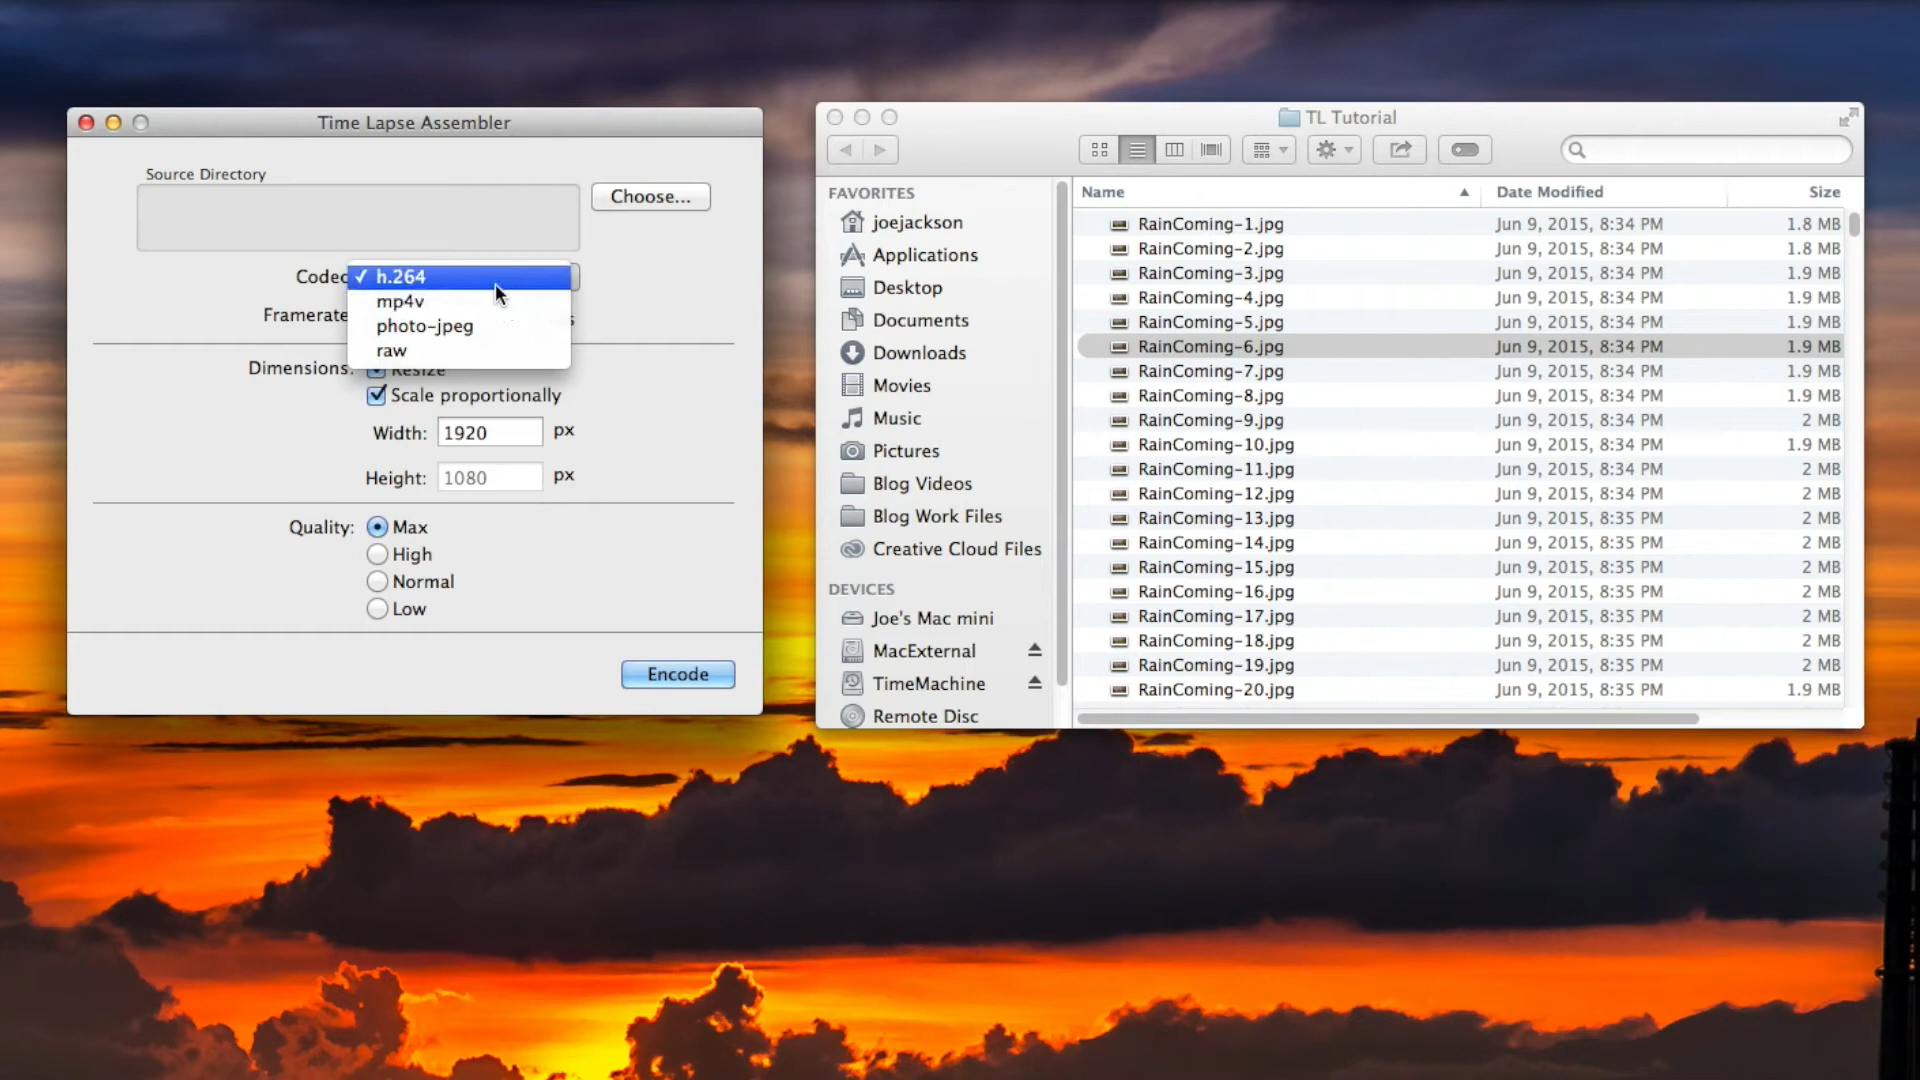 Time Lapse Assembler
Source Directory
Choose...
Codec
✓ h.264
mp4v
photo-jpeg
raw
Framerate
s
Dimensions:
Resize
Scale proportionally
Width: 1920 px
Height: 1080 px
Quality: Max
High
Normal
Low
Encode
TL Tutorial
FAVORITES
joejackson
Applications
Desktop
Documents
Downloads
Movies
Music
Pictures
Blog Videos
Blog Work Files
Creative Cloud Files
DEVICES
Joe's Mac mini
MacExternal
TimeMachine
Remote Disc
Name Date Modified Size
RainComing-1.jpg Jun 9, 2015, 8:34 PM 1.8 MB
RainComing-2.jpg Jun 9, 2015, 8:34 PM 1.8 MB
RainComing-3.jpg Jun 9, 2015, 8:34 PM 1.9 MB
RainComing-4.jpg Jun 9, 2015, 8:34 PM 1.9 MB
RainComing-5.jpg Jun 9, 2015, 8:34 PM 1.9 MB
RainComing-6.jpg Jun 9, 2015, 8:34 PM 1.9 MB
RainComing-7.jpg Jun 9, 2015, 8:34 PM 1.9 MB
RainComing-8.jpg Jun 9, 2015, 8:34 PM 1.9 MB
RainComing-9.jpg Jun 9, 2015, 8:34 PM 2 MB
RainComing-10.jpg Jun 9, 2015, 8:34 PM 1.9 MB
RainComing-11.jpg Jun 9, 2015, 8:34 PM 2 MB
RainComing-12.jpg Jun 9, 2015, 8:34 PM 2 MB
RainComing-13.jpg Jun 9, 2015, 8:35 PM 2 MB
RainComing-14.jpg Jun 9, 2015, 8:35 PM 2 MB
RainComing-15.jpg Jun 9, 2015, 8:35 PM 2 MB
RainComing-16.jpg Jun 9, 2015, 8:35 PM 2 MB
RainComing-17.jpg Jun 9, 2015, 8:35 PM 2 MB
RainComing-18.jpg Jun 9, 2015, 8:35 PM 2 MB
RainComing-19.jpg Jun 9, 2015, 8:35 PM 2 MB
RainComing-20.jpg Jun 9, 2015, 8:35 PM 1.9 MB